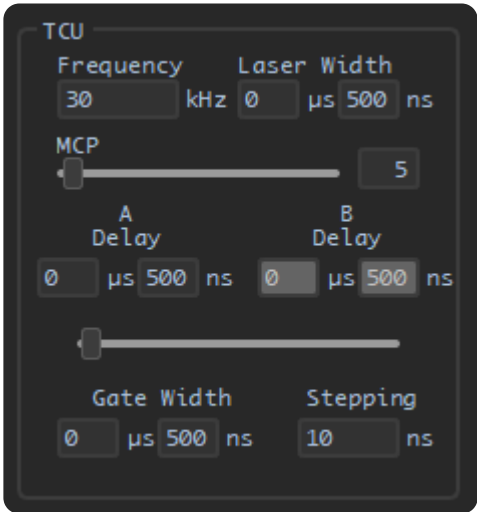 TCU
Frequency Laser Width
30 kHz 0 μs 500 ns
MCP
5
A B
Delay Delay
0 μs 500 ns 0 μs 500 ns
Gate Width Stepping
0 μs 500 ns 10 ns